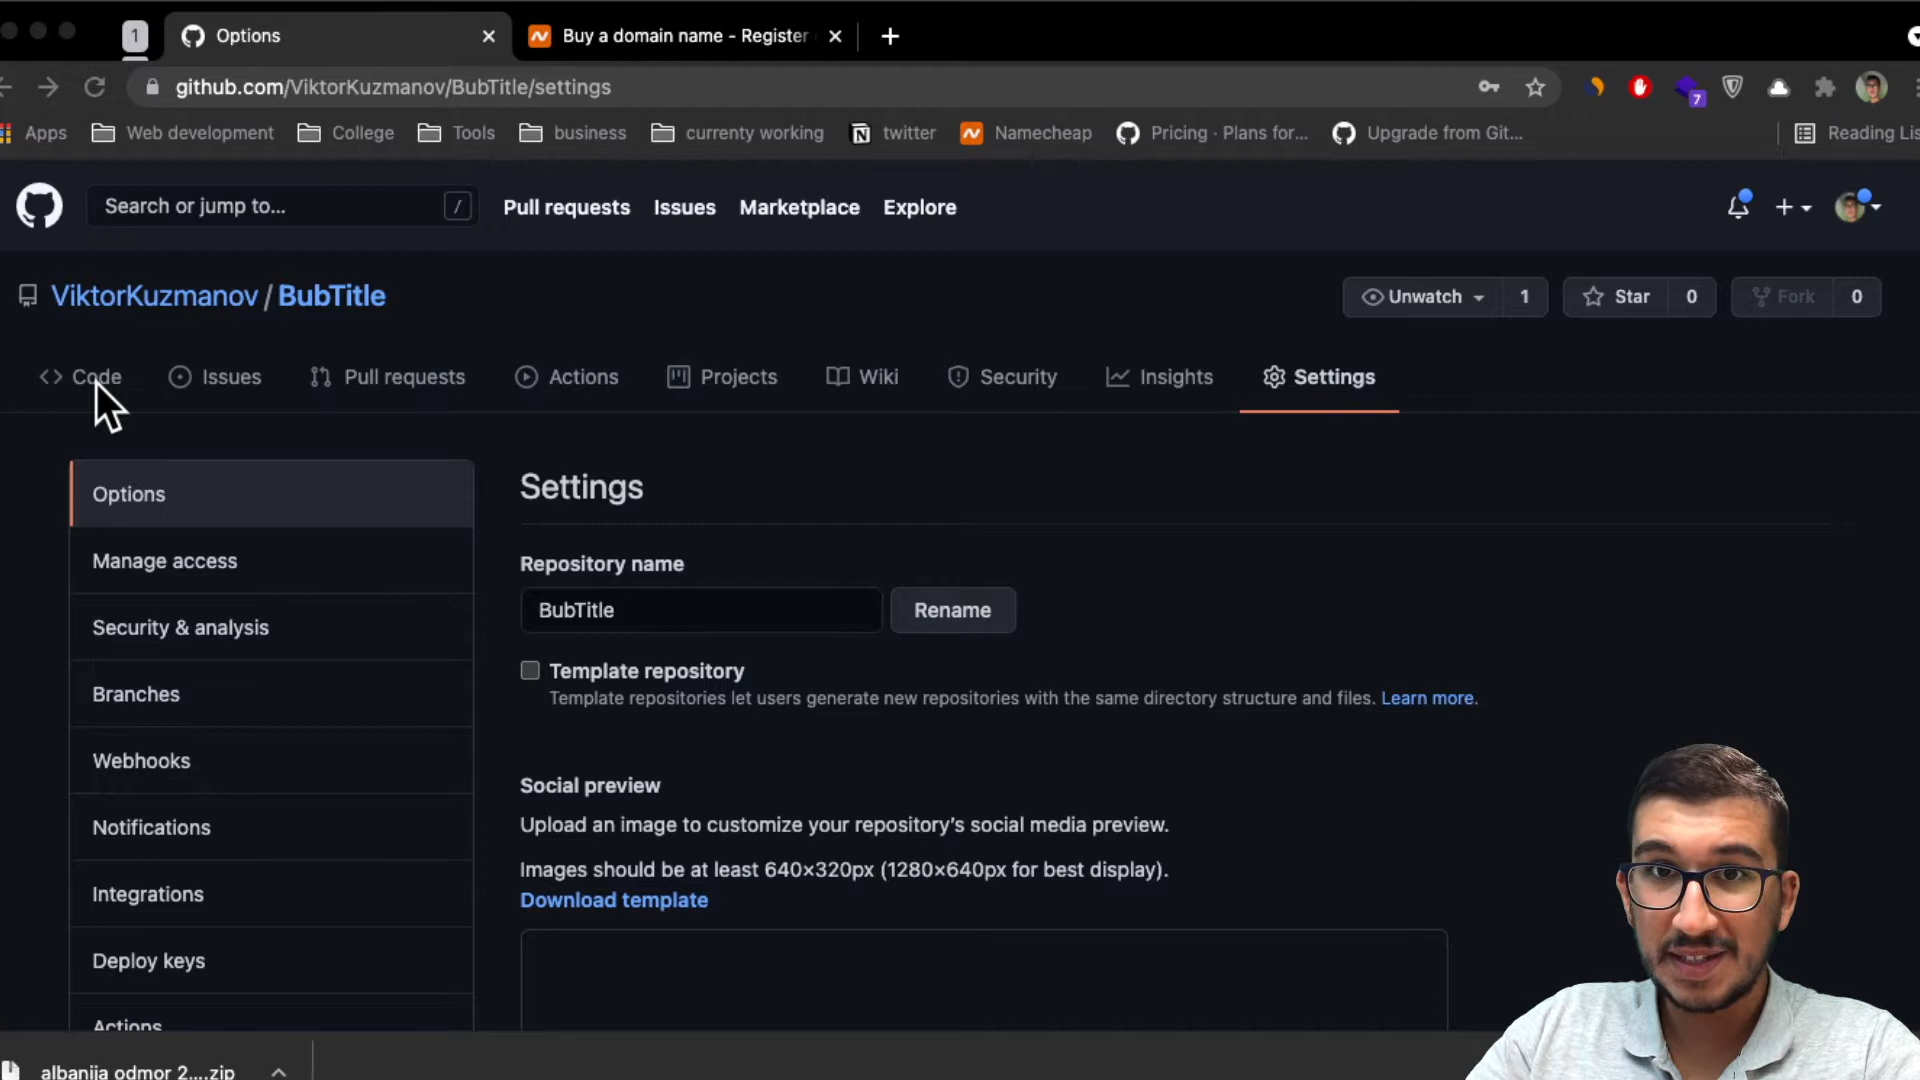 1
Options
Buy a domain name - Register
github.com/ViktorKuzmanov/BubTitle/settings
7
Apps
Web development
College
Tools
business
currenty working
twitter
Namecheap
Pricing · Plans for...
Upgrade from Git...
Reading Lis
Search or jump to...
/
Pull requests
Issues
Marketplace
Explore
ViktorKuzmanov / BubTitle
Unwatch 1
Star 0
Fork 0
Code
Issues
Pull requests
Actions
Projects
Wiki
Security
Insights
Settings
Options
Manage access
Security & analysis
Branches
Webhooks
Notifications
Integrations
Deploy keys
Actions
Settings
Repository name
BubTitle
Rename
Template repository
Template repositories let users generate new repositories with the same directory structure and files. Learn more.
Social preview
Upload an image to customize your repository's social media preview.
Images should be at least 640×320px (1280×640px for best display).
Download template
albanija odmor 2....zip